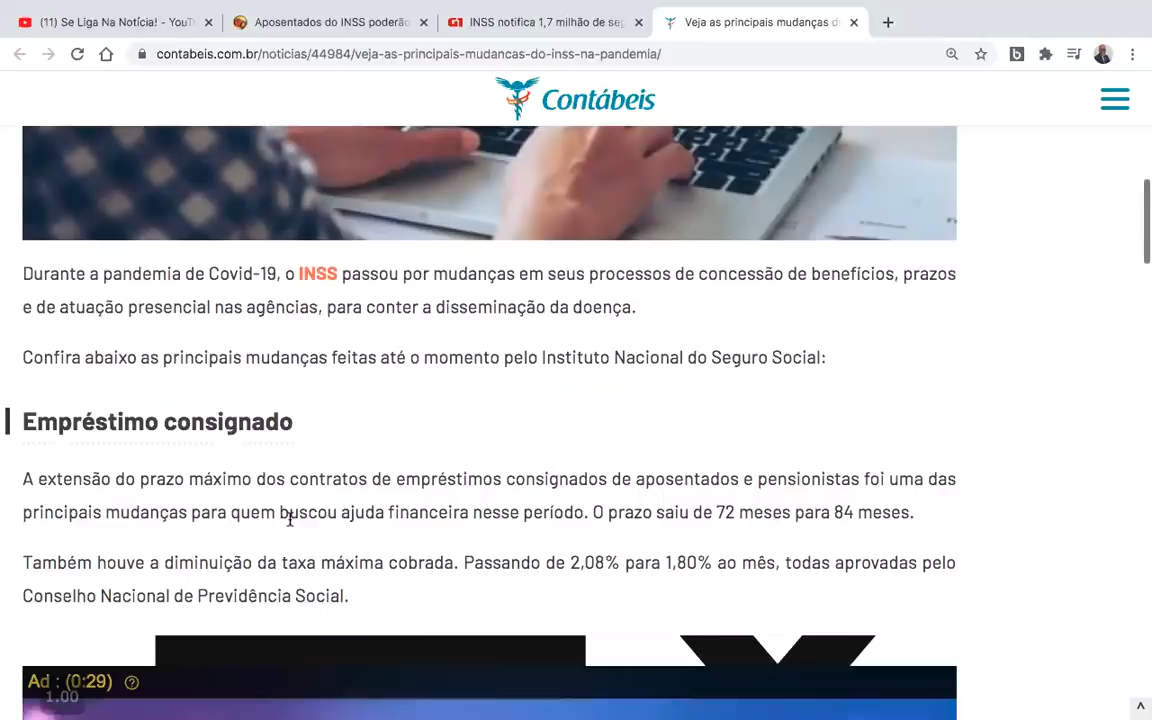 (11) Se Liga Na Notícia! - YouT
Aposentados do INSS poderão
G1 INSS notifica 1,7 milhão de seg
Veja as principais mudanças d
contabeis.com.br/noticias/44984/veja-as-principais-mudancas-do-inss-na-pandemia/
Contábeis
Durante a pandemia de Covid-19, o INSS passou por mudanças em seus processos de concessão de benefícios, prazos
e de atuação presencial nas agências, para conter a disseminação da doença.
Confira abaixo as principais mudanças feitas até o momento pelo Instituto Nacional do Seguro Social:
Empréstimo consignado
A extensão do prazo máximo dos contratos de empréstimos consignados de aposentados e pensionistas foi uma das
principais mudanças para quem buscou ajuda financeira nesse período. O prazo saiu de 72 meses para 84 meses.
Também houve a diminuição da taxa máxima cobrada. Passando de 2,08% para 1,80% ao mês, todas aprovadas pelo
Conselho Nacional de Previdência Social.
Ad : (0:29)
1.00